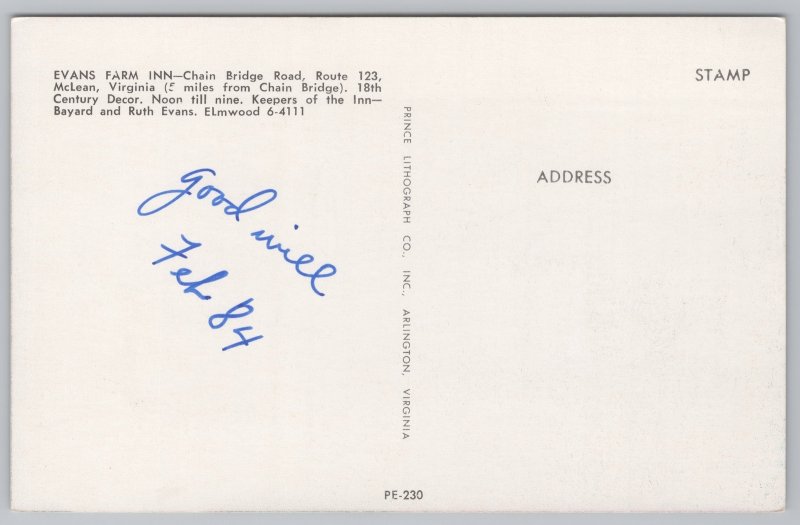 EVANS FARM INN—Chain Bridge Road, Route 123,
McLean, Virginia (5 miles from Chain Bridge). 18th
Century Decor. Noon till nine. Keepers of the Inn—
Bayard and Ruth Evans. ELmwood 6-4111
good will
Feb 84
PRINCE LITHOGRAPH CO., INC., ARLINGTON, VIRGINIA
STAMP
ADDRESS
PE-230